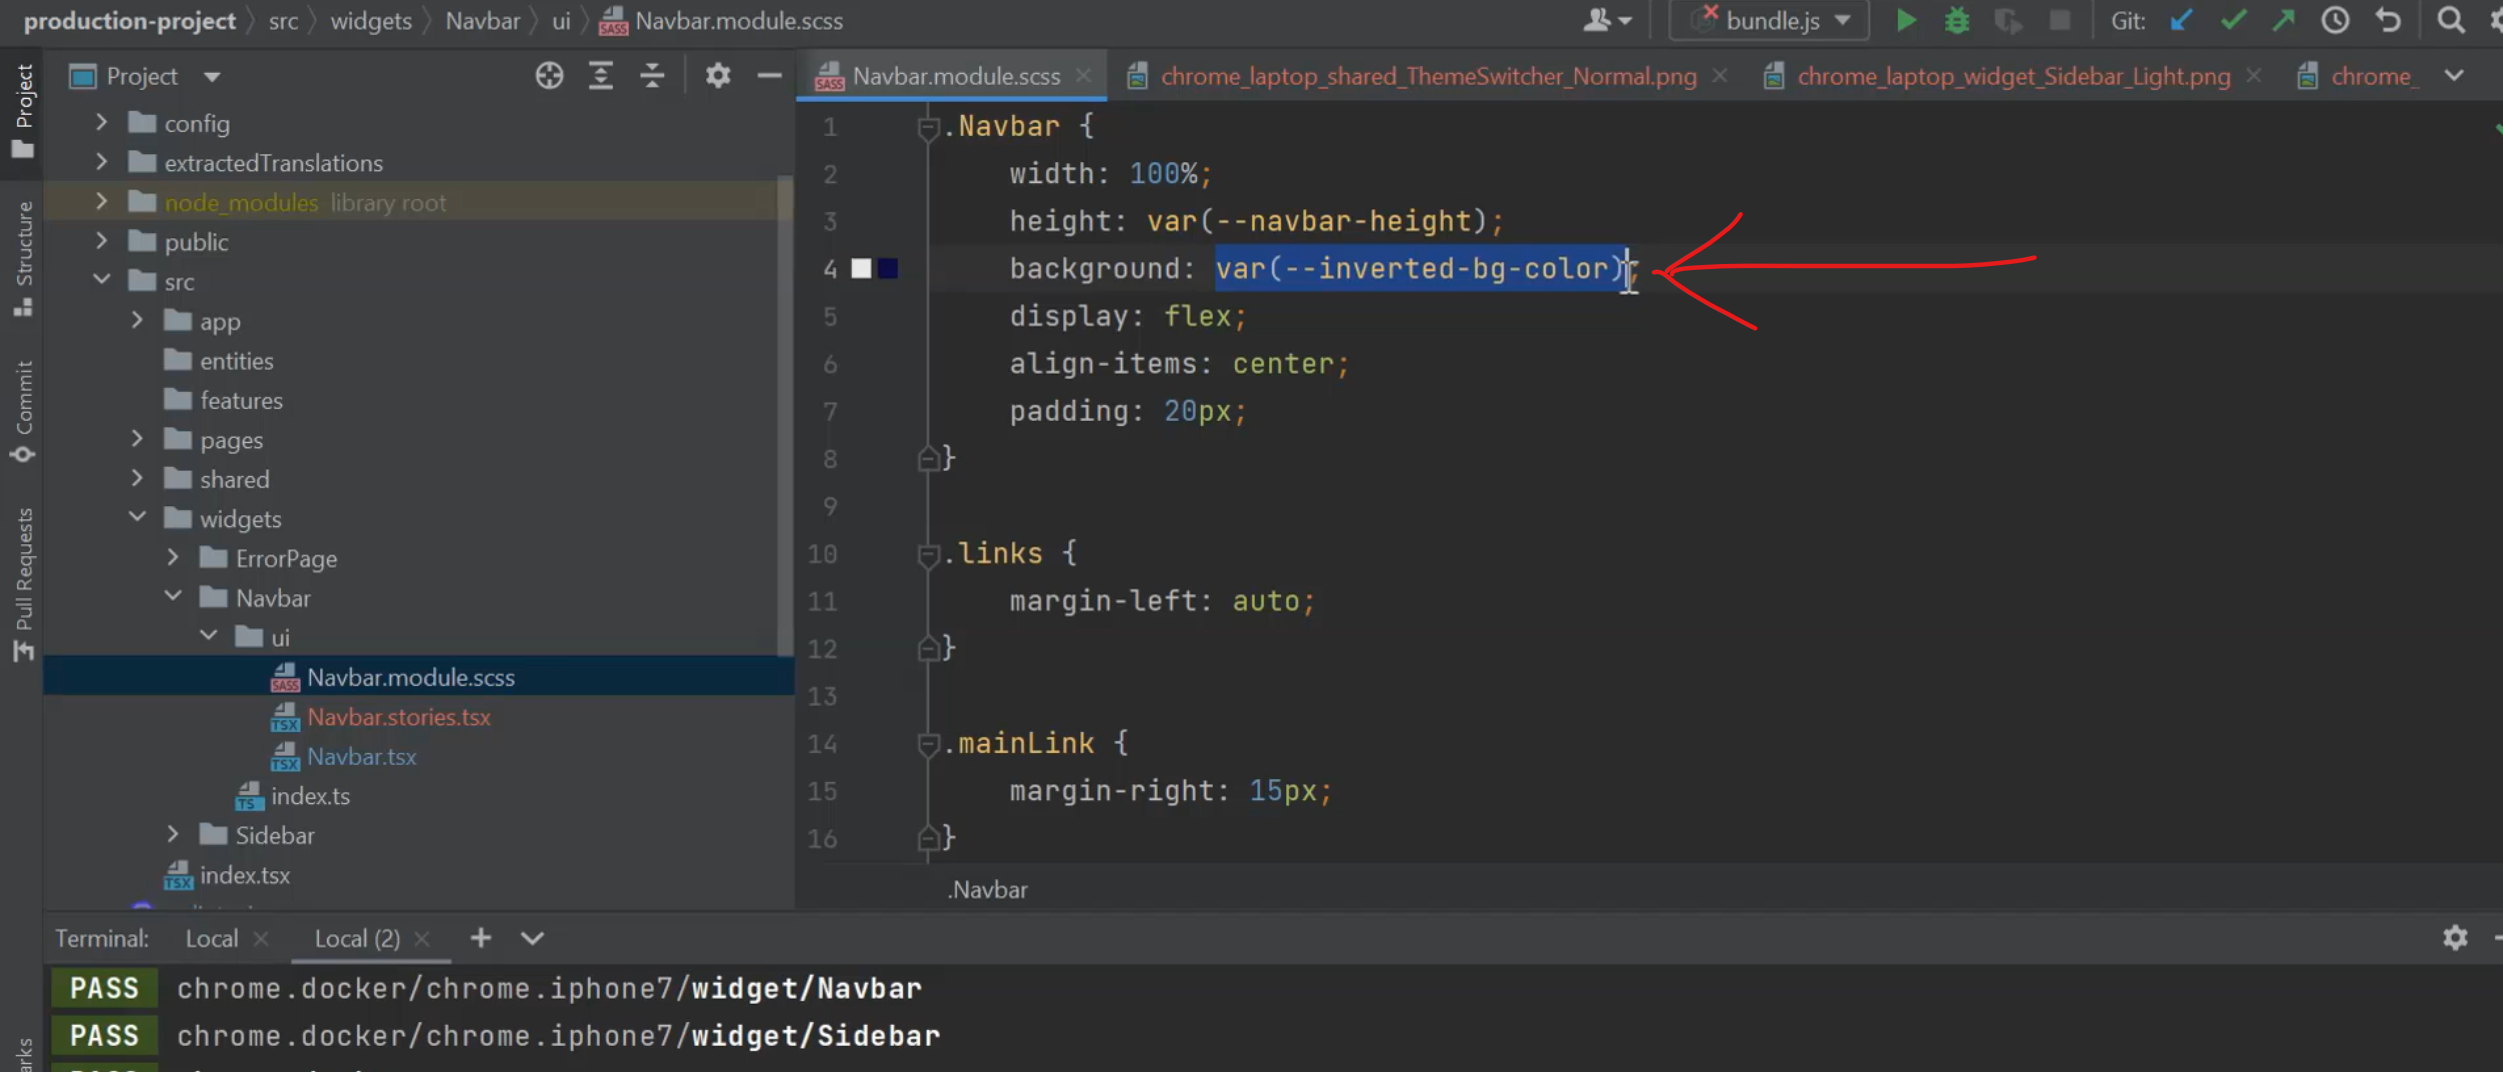 production-project src widgets Navbar ui Navbar.module.scss bundle.js Git:
Project
Navbar.module.scss chrome_laptop_shared_ThemeSwitcher_Normal.png chrome_laptop_widget_Sidebar_Light.png chrome_
Project
Structure
Commit
Pull Requests
config
extractedTranslations
node_modules library root
public
src
app
entities
features
pages
shared
widgets
ErrorPage
Navbar
ui
Navbar.module.scss
Navbar.stories.tsx
Navbar.tsx
index.ts
Sidebar
index.tsx
1 .Navbar {
2 width: 100%;
3 height: var(--navbar-height);
4 background: var(--inverted-bg-color);
5 display: flex;
6 align-items: center;
7 padding: 20px;
8 }
9
10 .links {
11 margin-left: auto;
12 }
13
14 .mainLink {
15 margin-right: 15px;
16 }
.Navbar
Terminal: Local Local (2)
PASS chrome.docker/chrome.iphone7/widget/Navbar
PASS chrome.docker/chrome.iphone7/widget/Sidebar